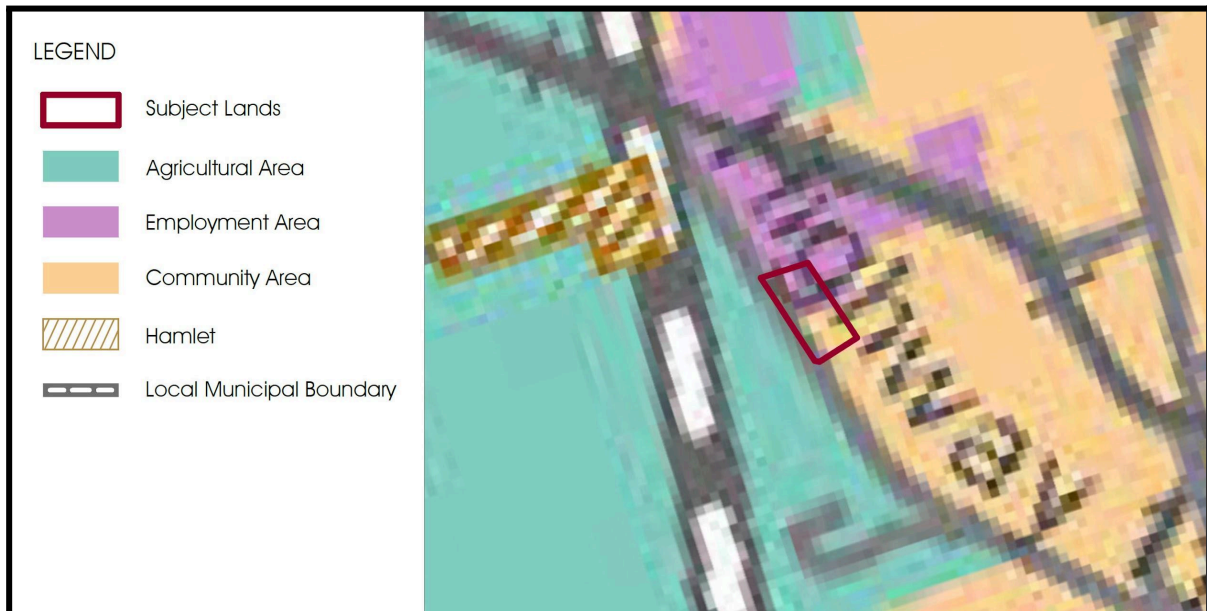 LEGEND
Subject Lands
Agricultural Area
Employment Area
Community Area
Hamlet
Local Municipal Boundary